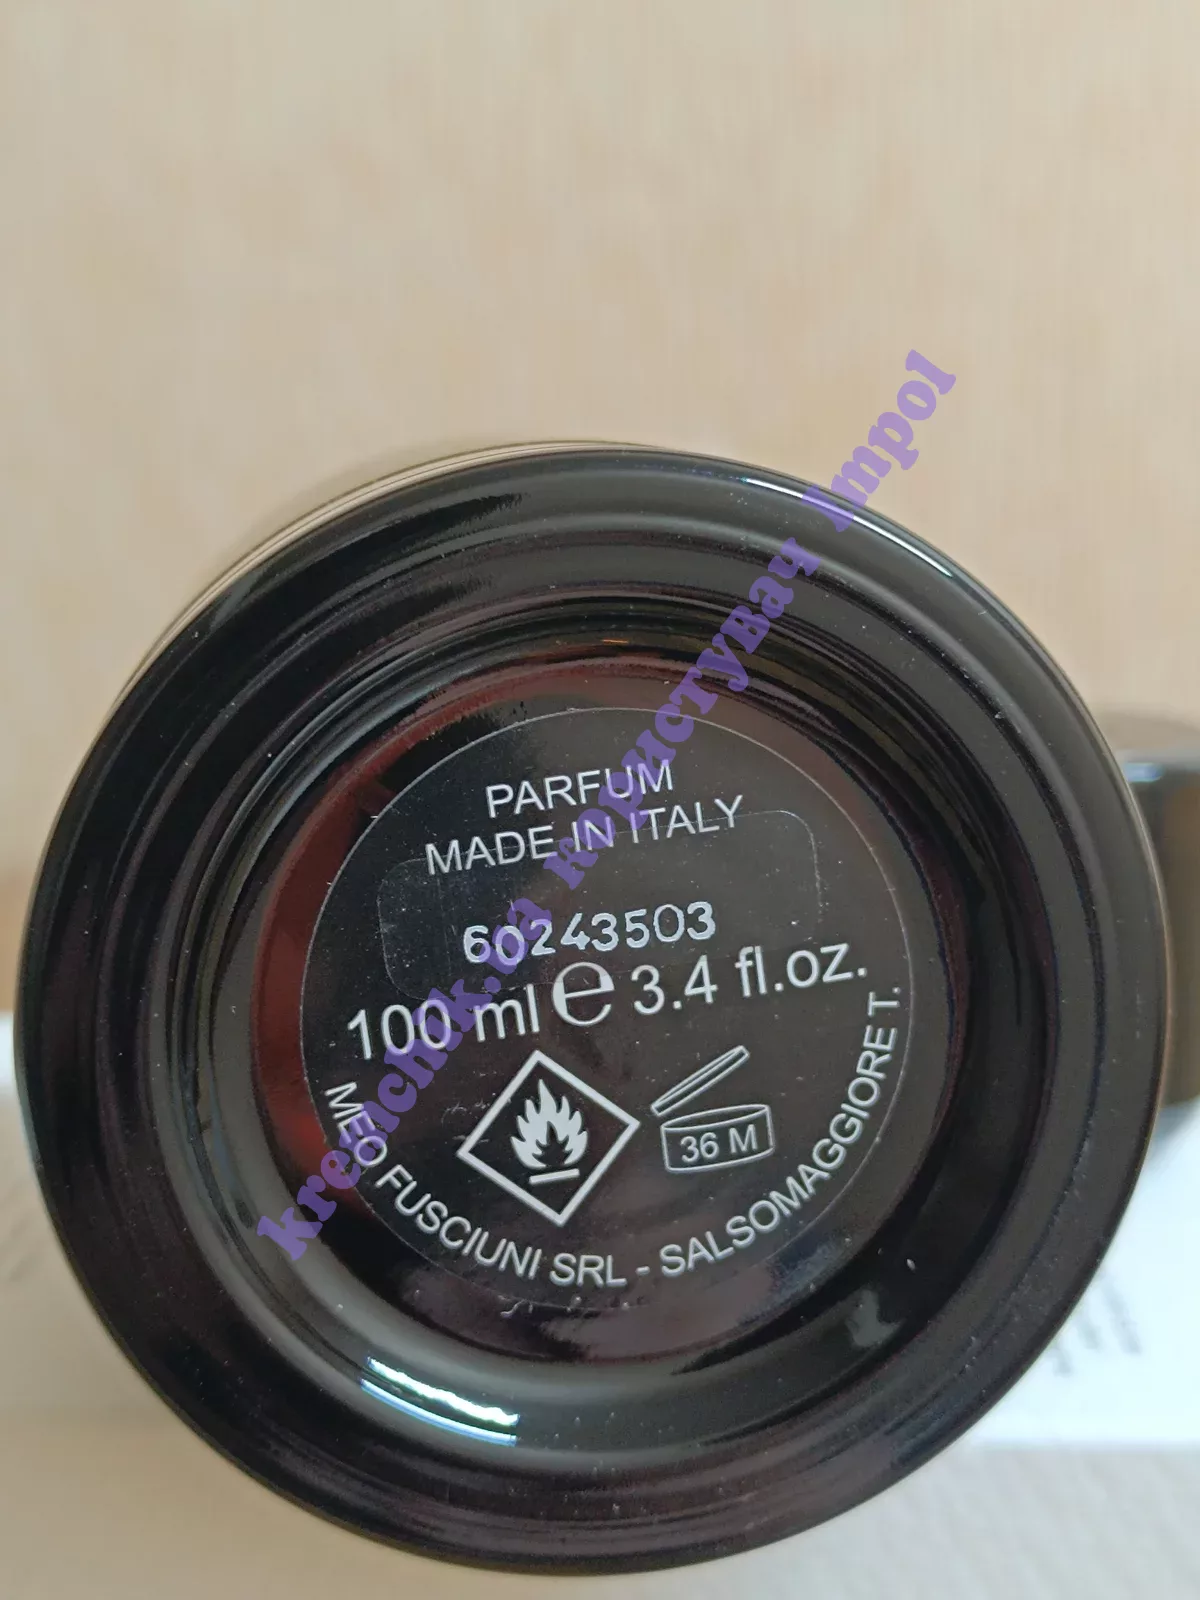 PARFUM
MADE IN ITALY
60243503
100 ml e 3.4 fl.oz.
36 M
MEO FUSCIUNI SRL - SALSOMAGGIORE T.
kreschik.ua користувач Impol